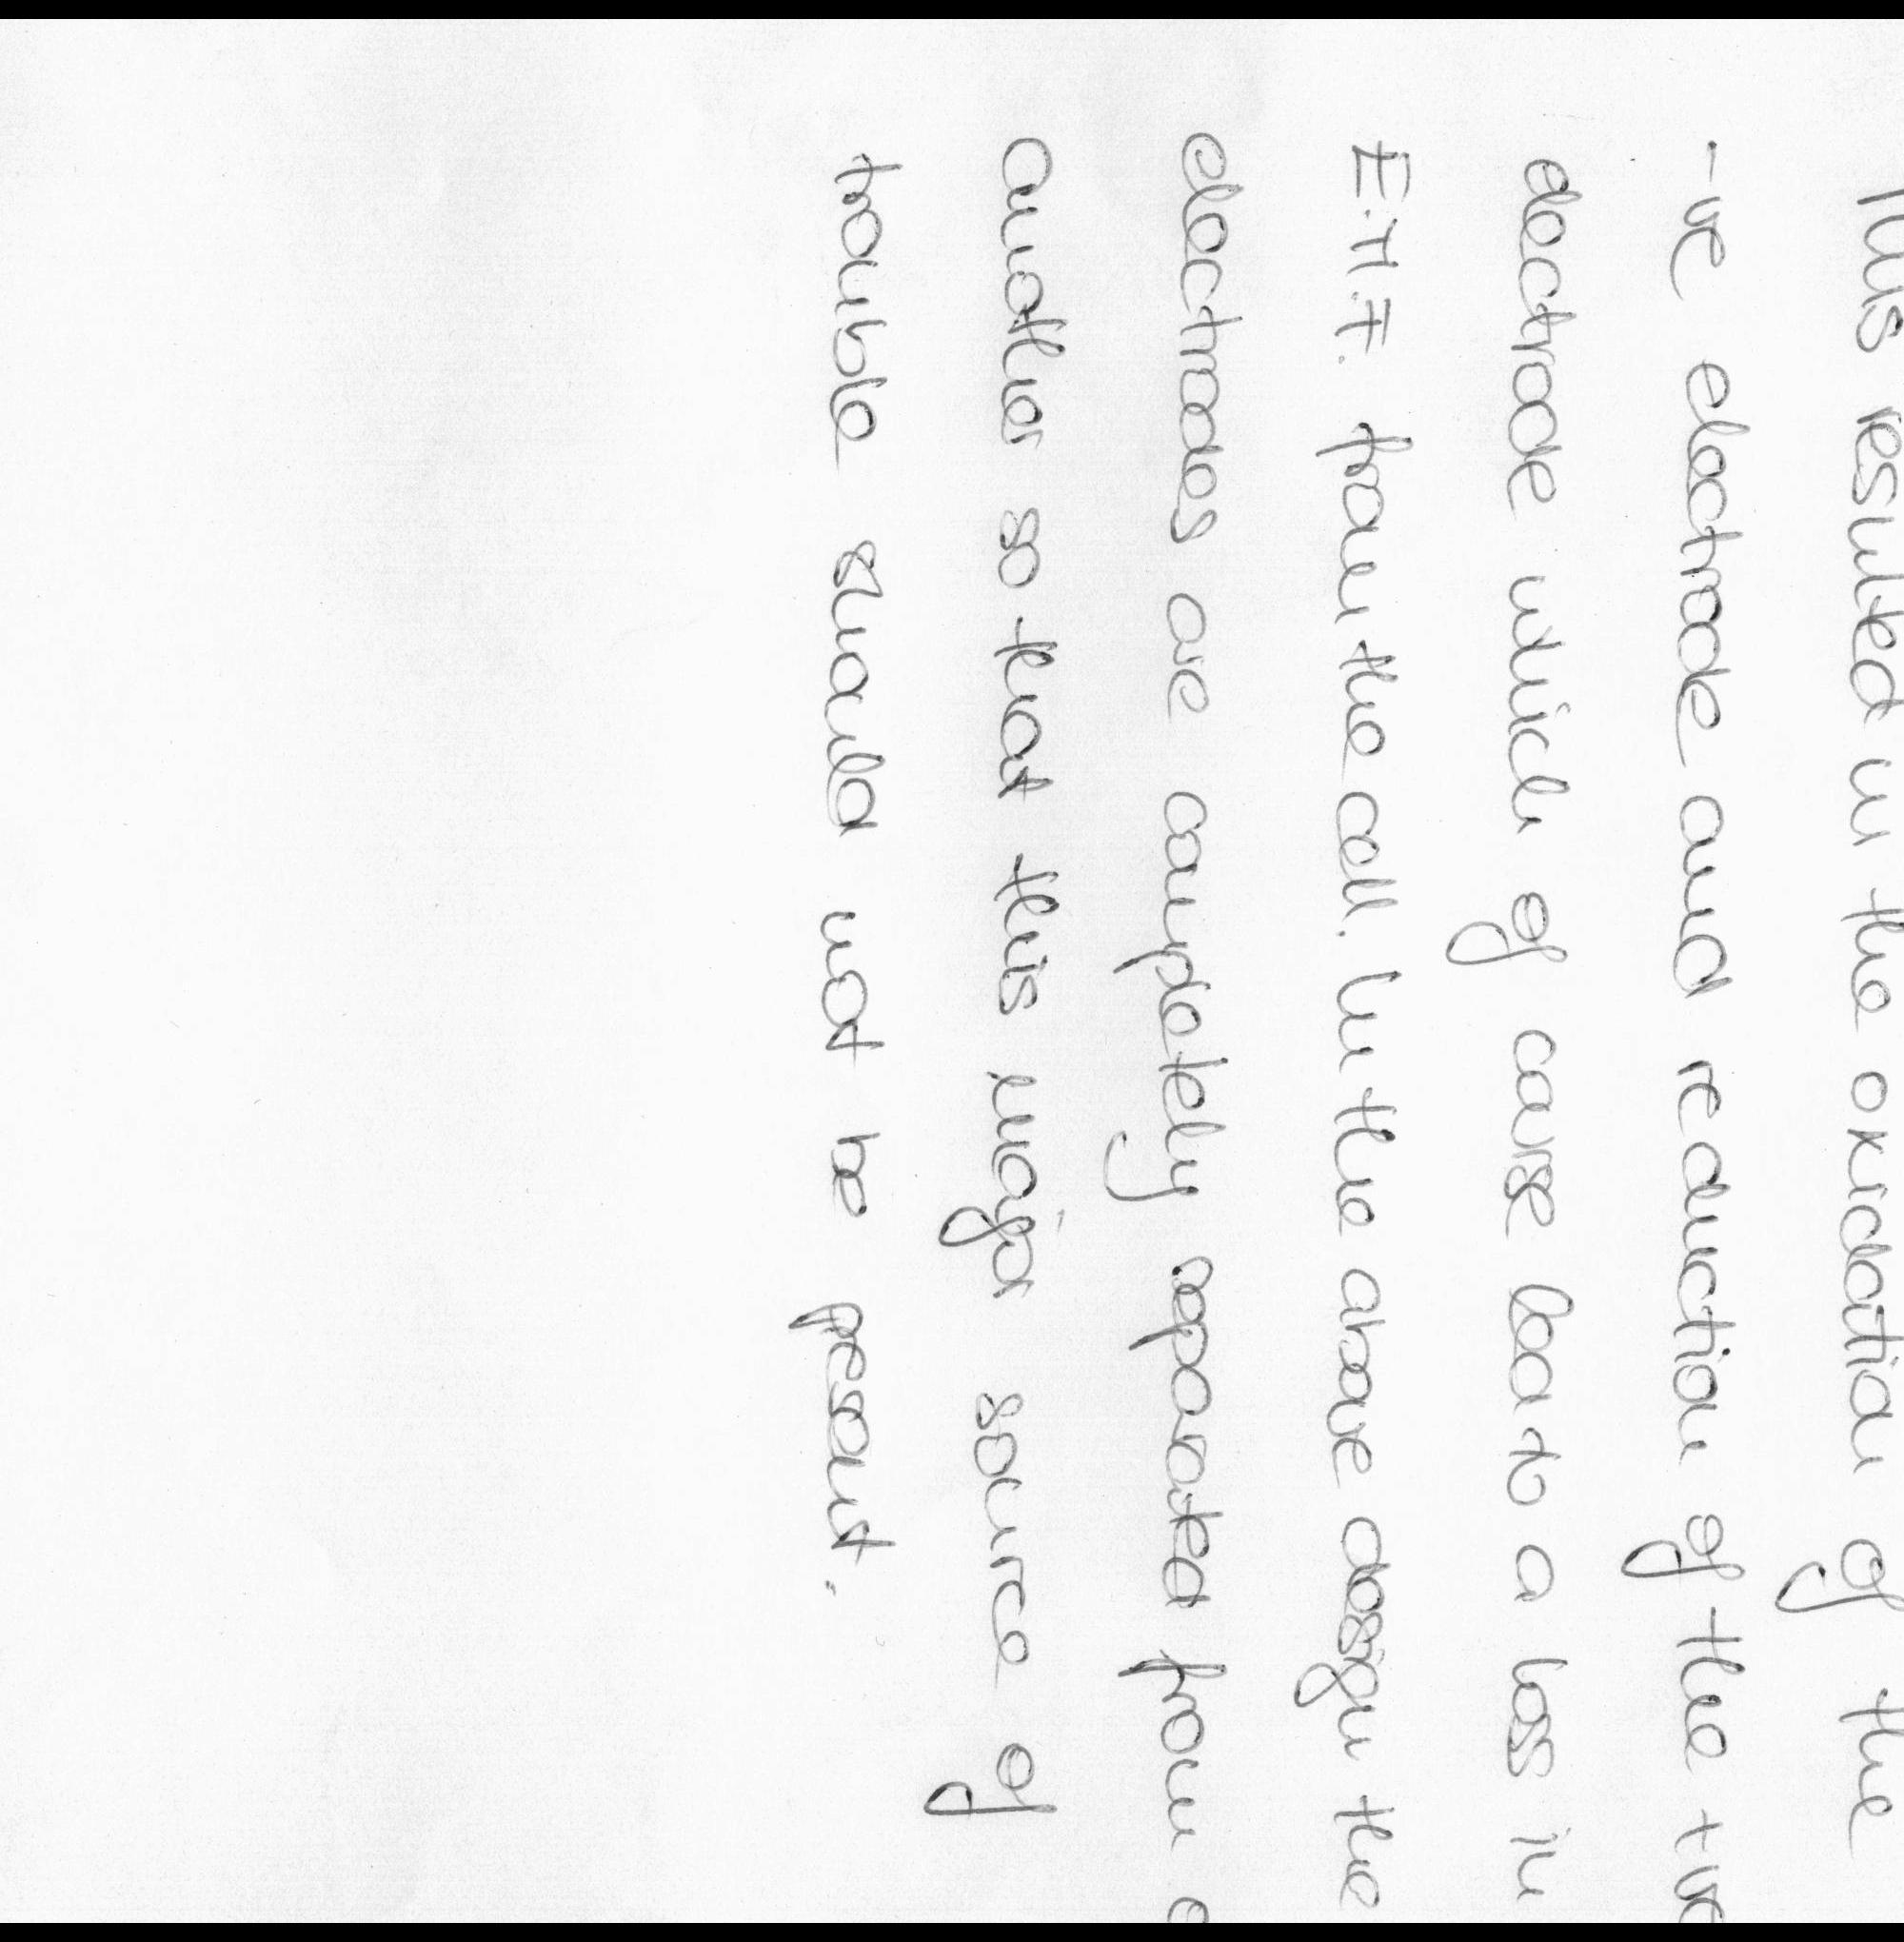 This resulted in the oxidation of the
-ve electrode and reduction of the +ve
electrode which of course lea to a loss in
E.M.F. from the cell. In the above design the
electrodes are completely separated from o
another so that this major source of
trouble should not be present.